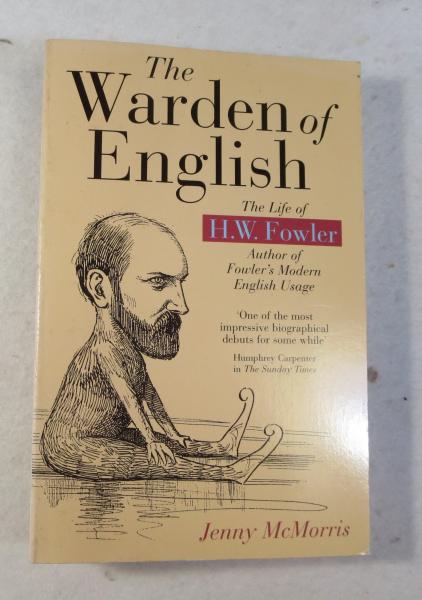 The
Warden of
English
The Life of
H.W. Fowler
Author of
Fowler's Modern
English Usage
'One of the most
impressive biographical
debuts for some while'
Humphrey Carpenter
in The Sunday Times
Jenny McMorris